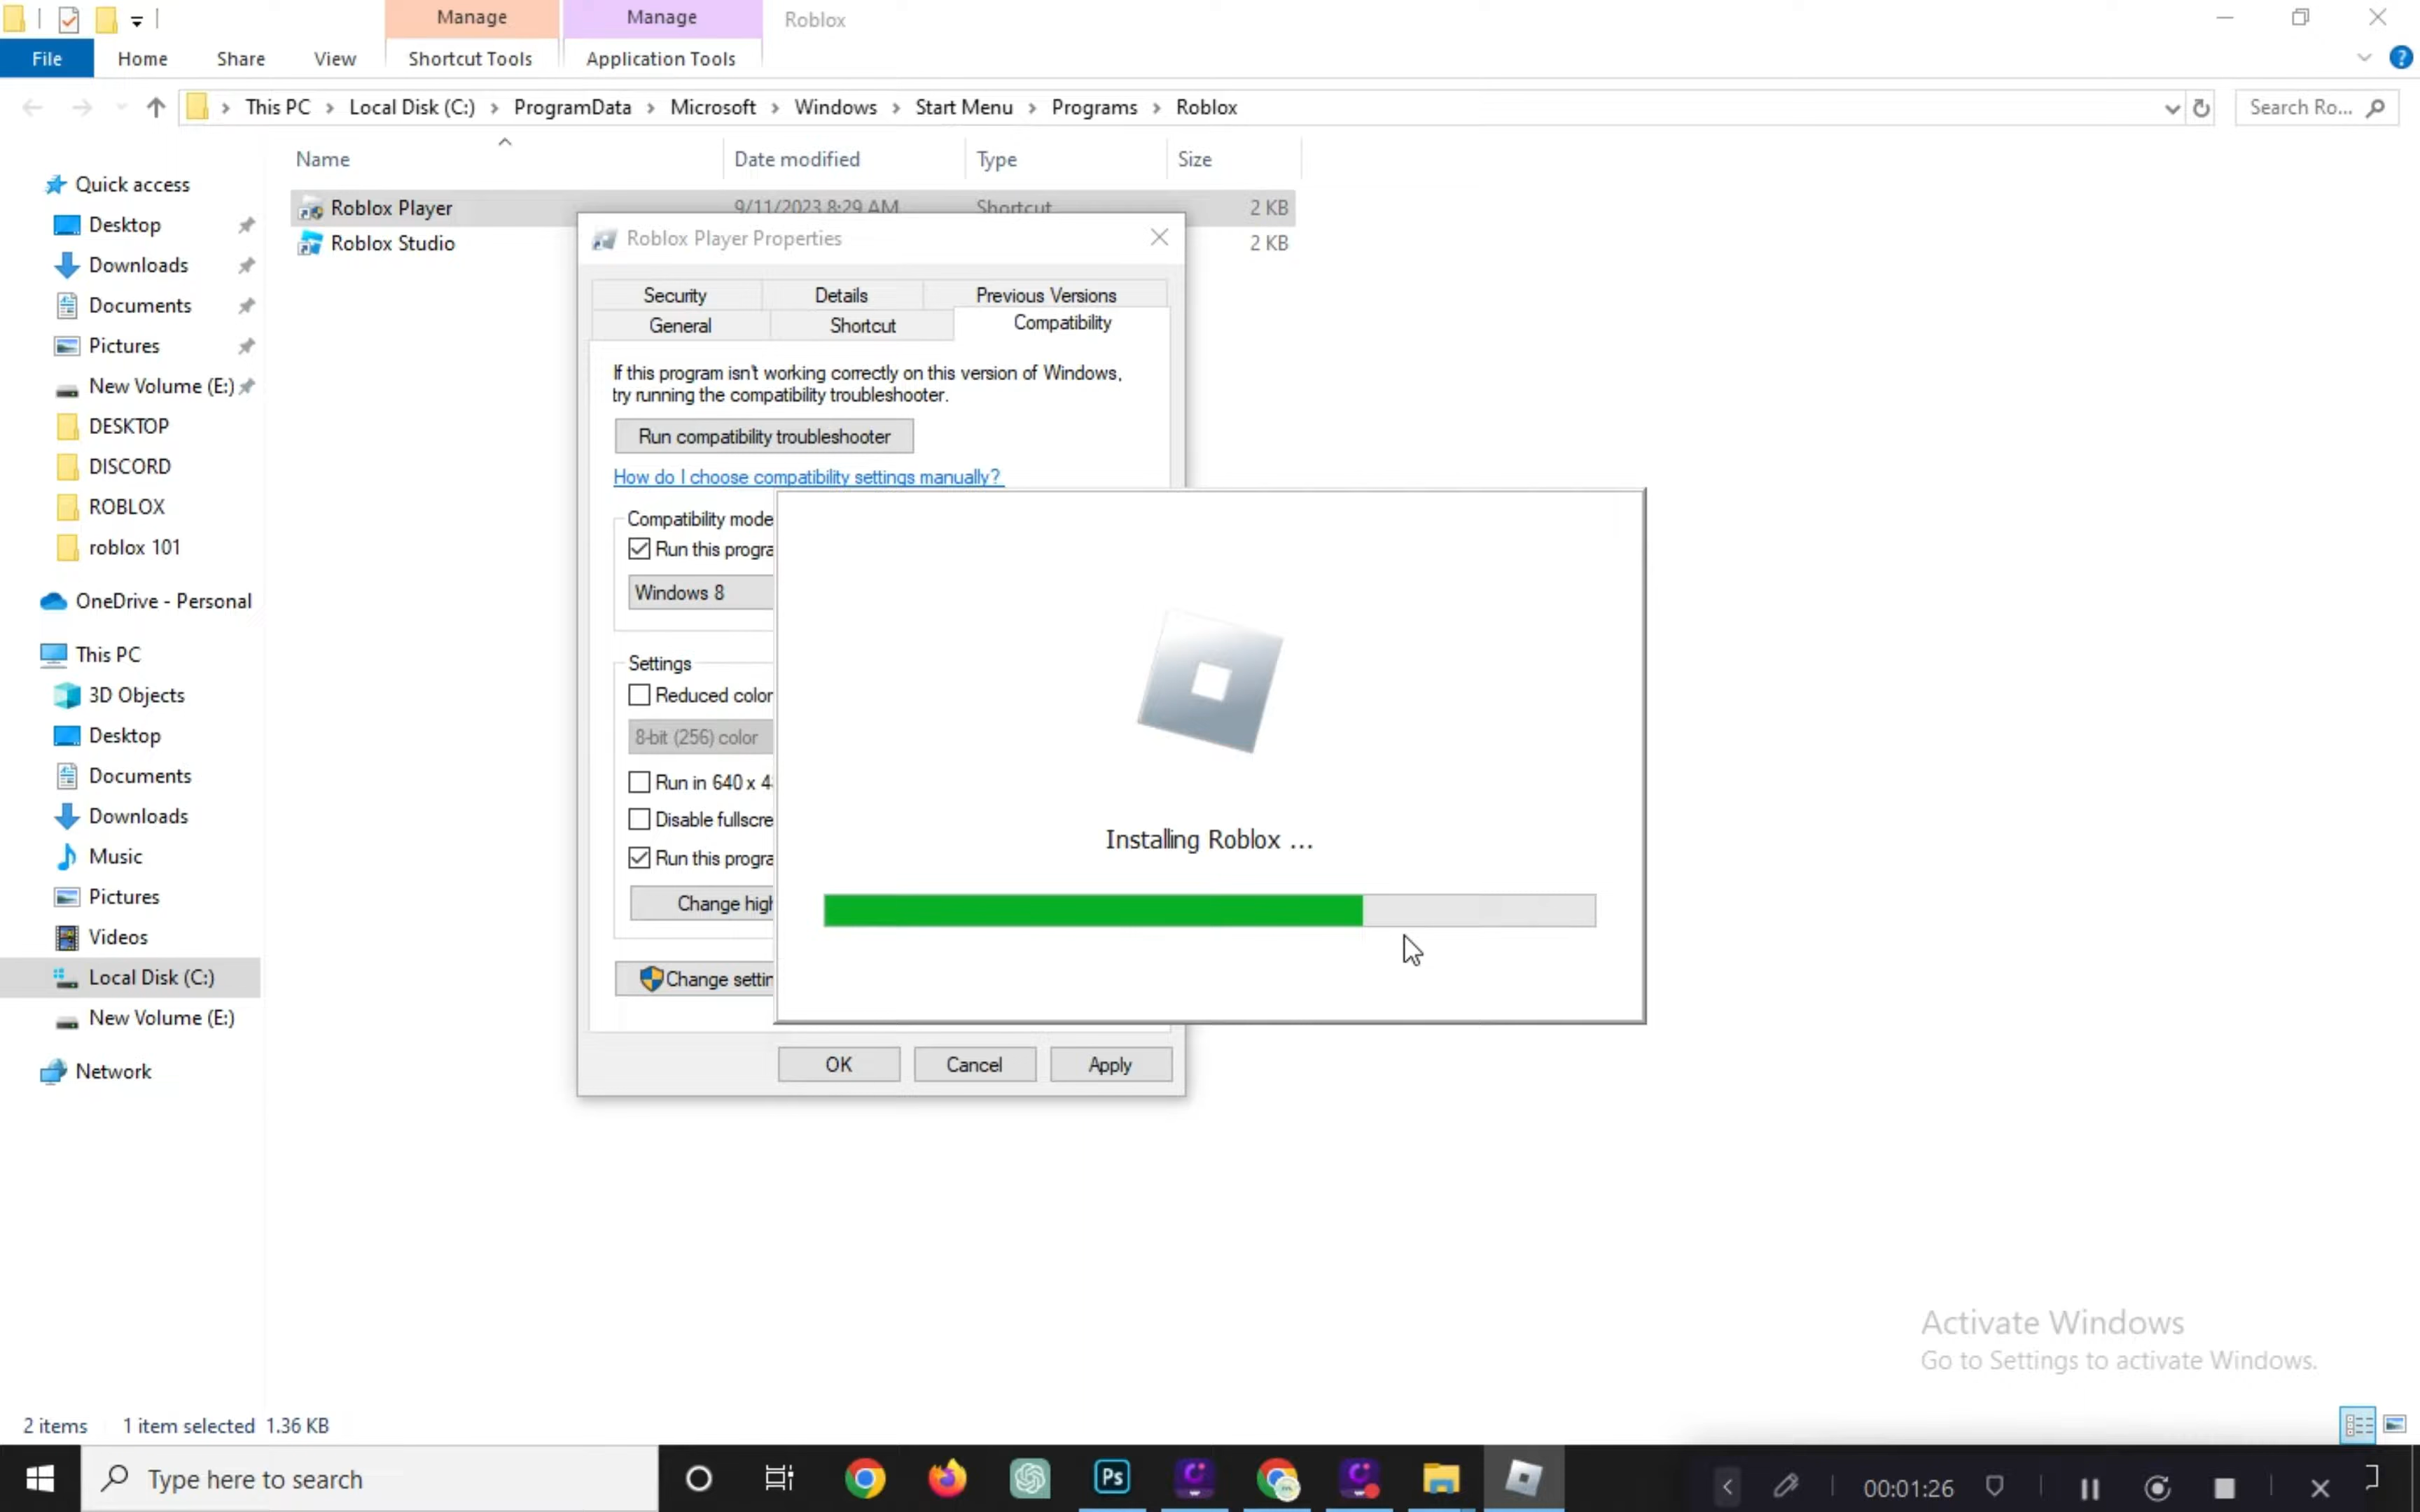 Manage
Manage
Roblox
File
Home
Share
View
Shortcut Tools
Application Tools
This PC
Local Disk (C:)
ProgramData
Microsoft
Windows
Start Menu
Programs
Roblox
Search Ro...
Name
Date modified
Type
Size
Quick access
Desktop
Downloads
Documents
Pictures
New Volume (E:)
DESKTOP
DISCORD
ROBLOX
roblox 101
OneDrive - Personal
This PC
3D Objects
Desktop
Documents
Downloads
Music
Pictures
Videos
Local Disk (C:)
New Volume (E:)
Network
Roblox Player
9/11/2023 8:29 AM
Shortcut
2 KB
Roblox Studio
2 KB
Roblox Player Properties
Security
Details
Previous Versions
General
Shortcut
Compatibility
If this program isn't working correctly on this version of Windows,
try running the compatibility troubleshooter.
Run compatibility troubleshooter
How do I choose compatibility settings manually?
Compatibility mode
Run this progra
Windows 8
Settings
Reduced color
8-bit (256) color
Run in 640 x 4
Disable fullscre
Run this progra
Change high
Change settin
OK
Cancel
Apply
Installing Roblox ...
Activate Windows
Go to Settings to activate Windows.
2 items
1 item selected 1.36 KB
Type here to search
Ps
00:01:26